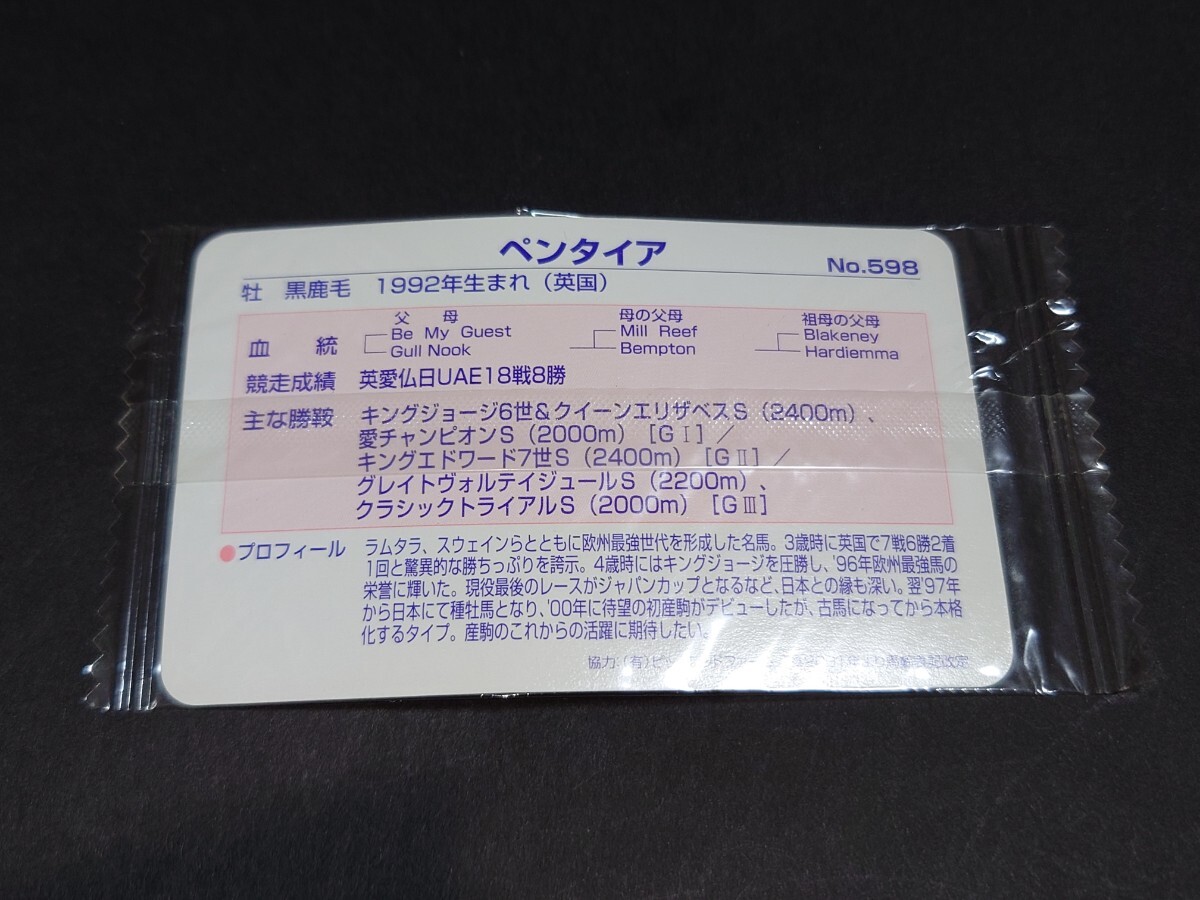 ペンタイア
No.598
牡 黒鹿毛 1992年生まれ（英国）
父 母 母の父母 祖母の父母
血 統 Be My Guest Mill Reef Blakeney
Gull Nook Bempton Hardiemma
競走成績 英愛仏日UAE18戦8勝
主な勝鞍 キングジョージ6世＆クイーンエリザベスS（2400m）、
愛チャンピオンS（2000m）［GⅠ］／
キングエドワード7世S（2400m）［GⅡ］／
グレイトヴォルテイジュールS（2200m）、
クラシックトライアルS（2000m）［GⅢ］
●プロフィール ラムタラ、スウェインらとともに欧州最強世代を形成した名馬。3歳時に英国で7戦6勝2着
1回と驚異的な勝ちっぷりを誇示。4歳時にはキングジョージを圧勝し、'96年欧州最強馬の
栄誉に輝いた。現役最後のレースがジャパンカップとなるなど、日本との縁も深い。翌'97年
から日本にて種牡馬となり、'00年に待望の初産駒がデビューしたが、古馬になってから本格
化するタイプ。産駒のこれからの活躍に期待したい。
協力：（有）ビッ